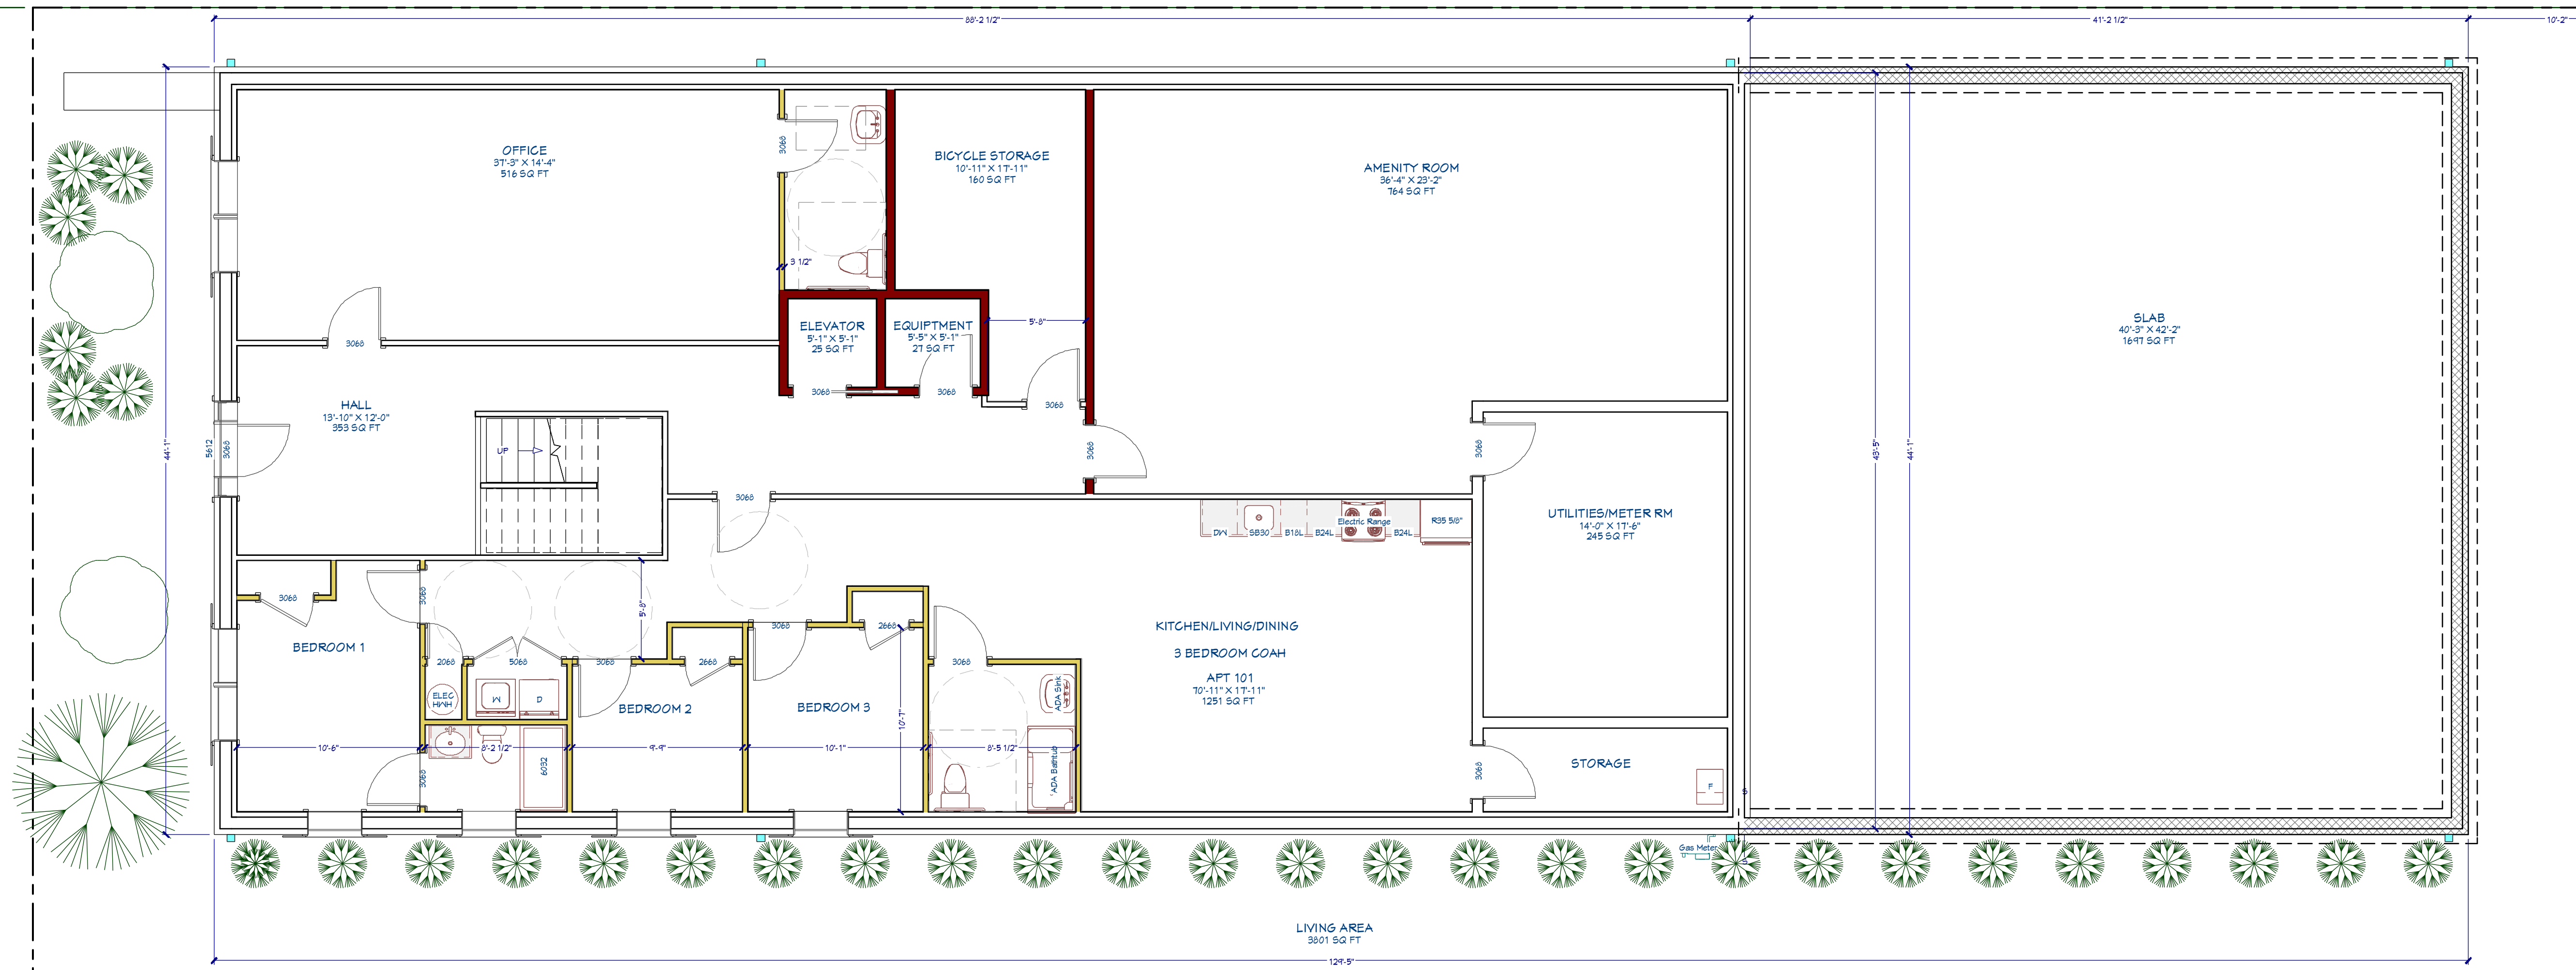 88'-2 1/2"
41'-2 1/2"
10'-2"
OFFICE
37'-3" X 14'-4"
516 SQ FT
3068
BICYCLE STORAGE
10'-11" X 17'-11"
160 SQ FT
AMENITY ROOM
36'-4" X 23'-2"
764 SQ FT
3 1/2"
ELEVATOR
5'-1" X 5'-1"
25 SQ FT
EQUIPTMENT
5'-5" X 5'-1"
27 SQ FT
5'-8"
SLAB
40'-3" X 42'-2"
1697 SQ FT
3068
3068
3068
3068
HALL
13'-10" X 12'-0"
353 SQ FT
44'-1"
5612
3068
UP
3068
3068
43'-5"
44'-1"
3068
DW
SB30
B18L
B24L
Electric Range
B24L
R35 5/8"
UTILITIES/METER RM
14'-0" X 17'-6"
245 SQ FT
3068
3068
5'-8"
BEDROOM 1
3068
2668
KITCHEN/LIVING/DINING
3 BEDROOM COAH
APT 101
70'-11" X 17'-11"
1251 SQ FT
2068
5068
3068
2668
3068
ELEC
HWH
W
D
BEDROOM 2
BEDROOM 3
10'-7"
ADA Sink
10'-6"
8'-2 1/2"
9'-9"
10'-1"
8'-5 1/2"
3068
6032
ADA Bathtub
3068
STORAGE
F
S
Gas Meter
S
LIVING AREA
3801 SQ FT
129'-5"